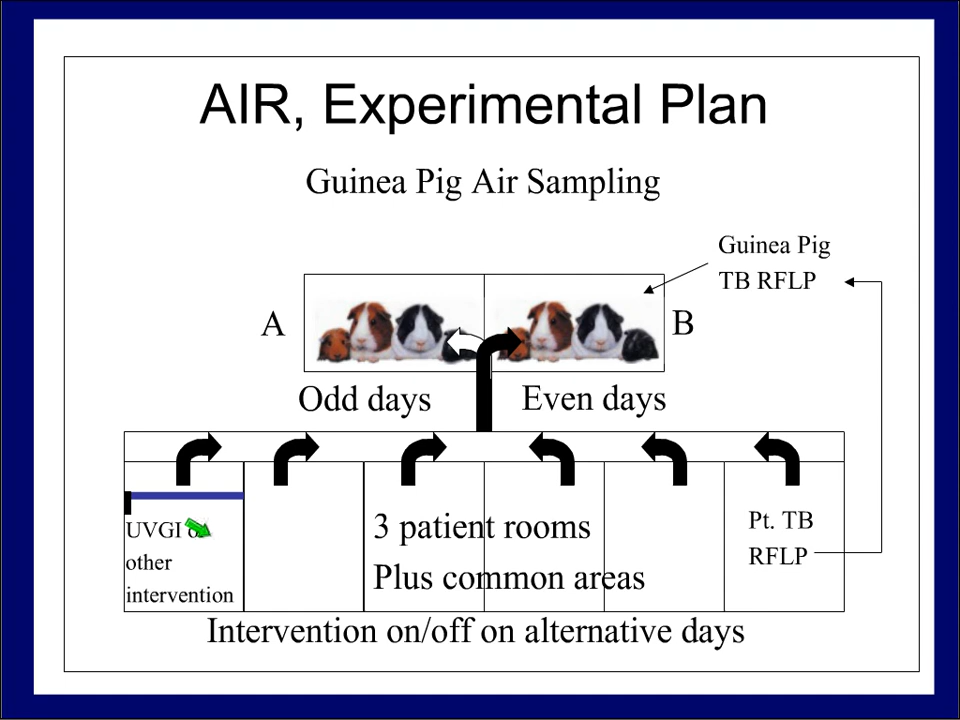 AIR, Experimental Plan
Guinea Pig Air Sampling
Guinea Pig
TB RFLP
A
B
Odd days
Even days
UVGI
other
intervention
3 patient rooms
Plus common areas
Pt. TB
RFLP
Intervention on/off on alternative days